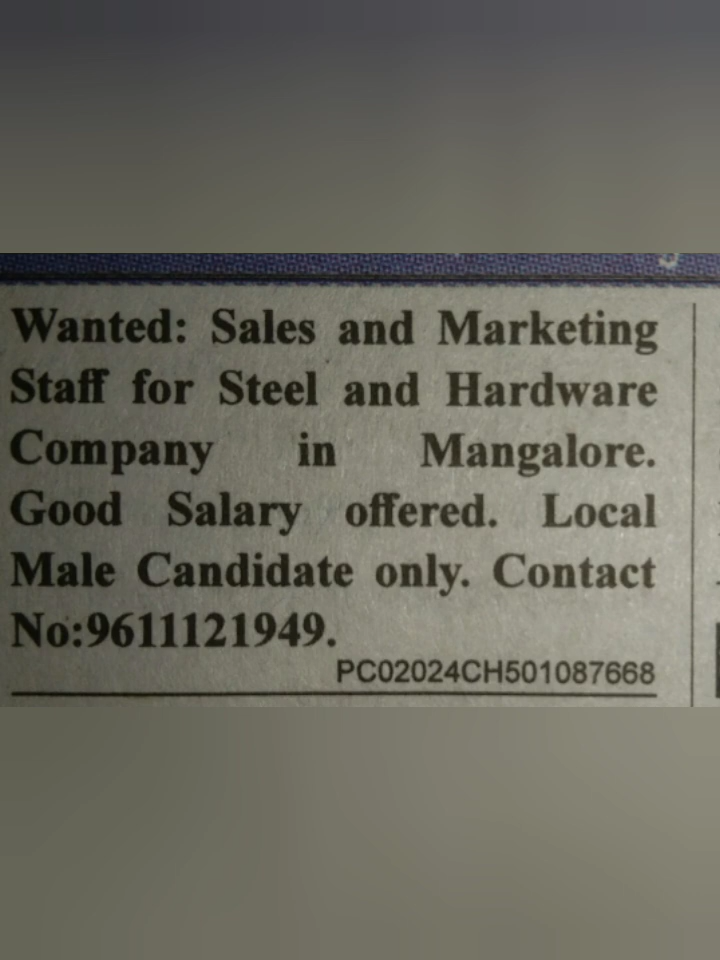 Wanted: Sales and Marketing
Staff for Steel and Hardware
Company in Mangalore.
Good Salary offered. Local
Male Candidate only. Contact
No:9611121949.
PC02024CH501087668